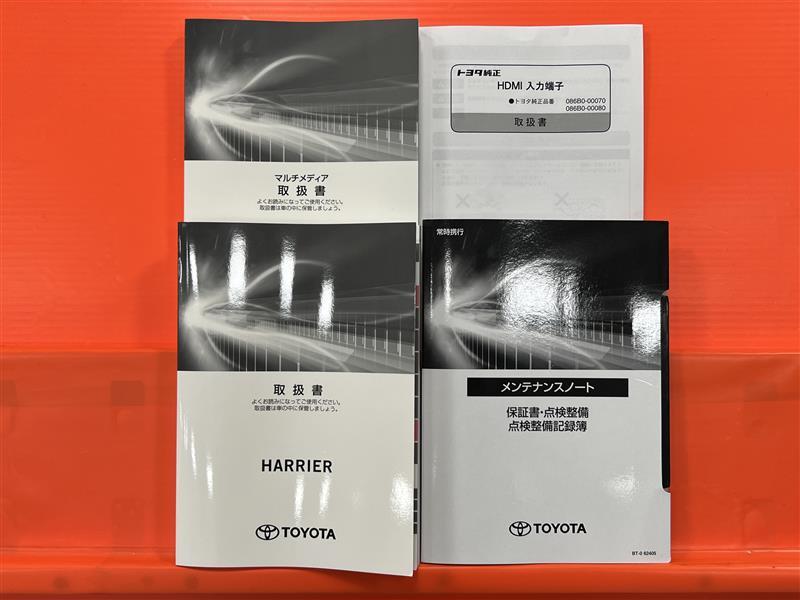 マルチメディア
取扱書
よくお読みになってご使用ください。
取扱書は車の中に保管しましょう。
トヨタ純正
HDMI 入力端子
●トヨタ純正品番 086B0-00070
086B0-00080
取扱書
取扱書
よくお読みになってご使用ください。
取扱書は車の中に保管しましょう。
HARRIER
TOYOTA
常時携行
メンテナンスノート
保証書・点検整備
点検整備記録簿
TOYOTA
BT-0 62405